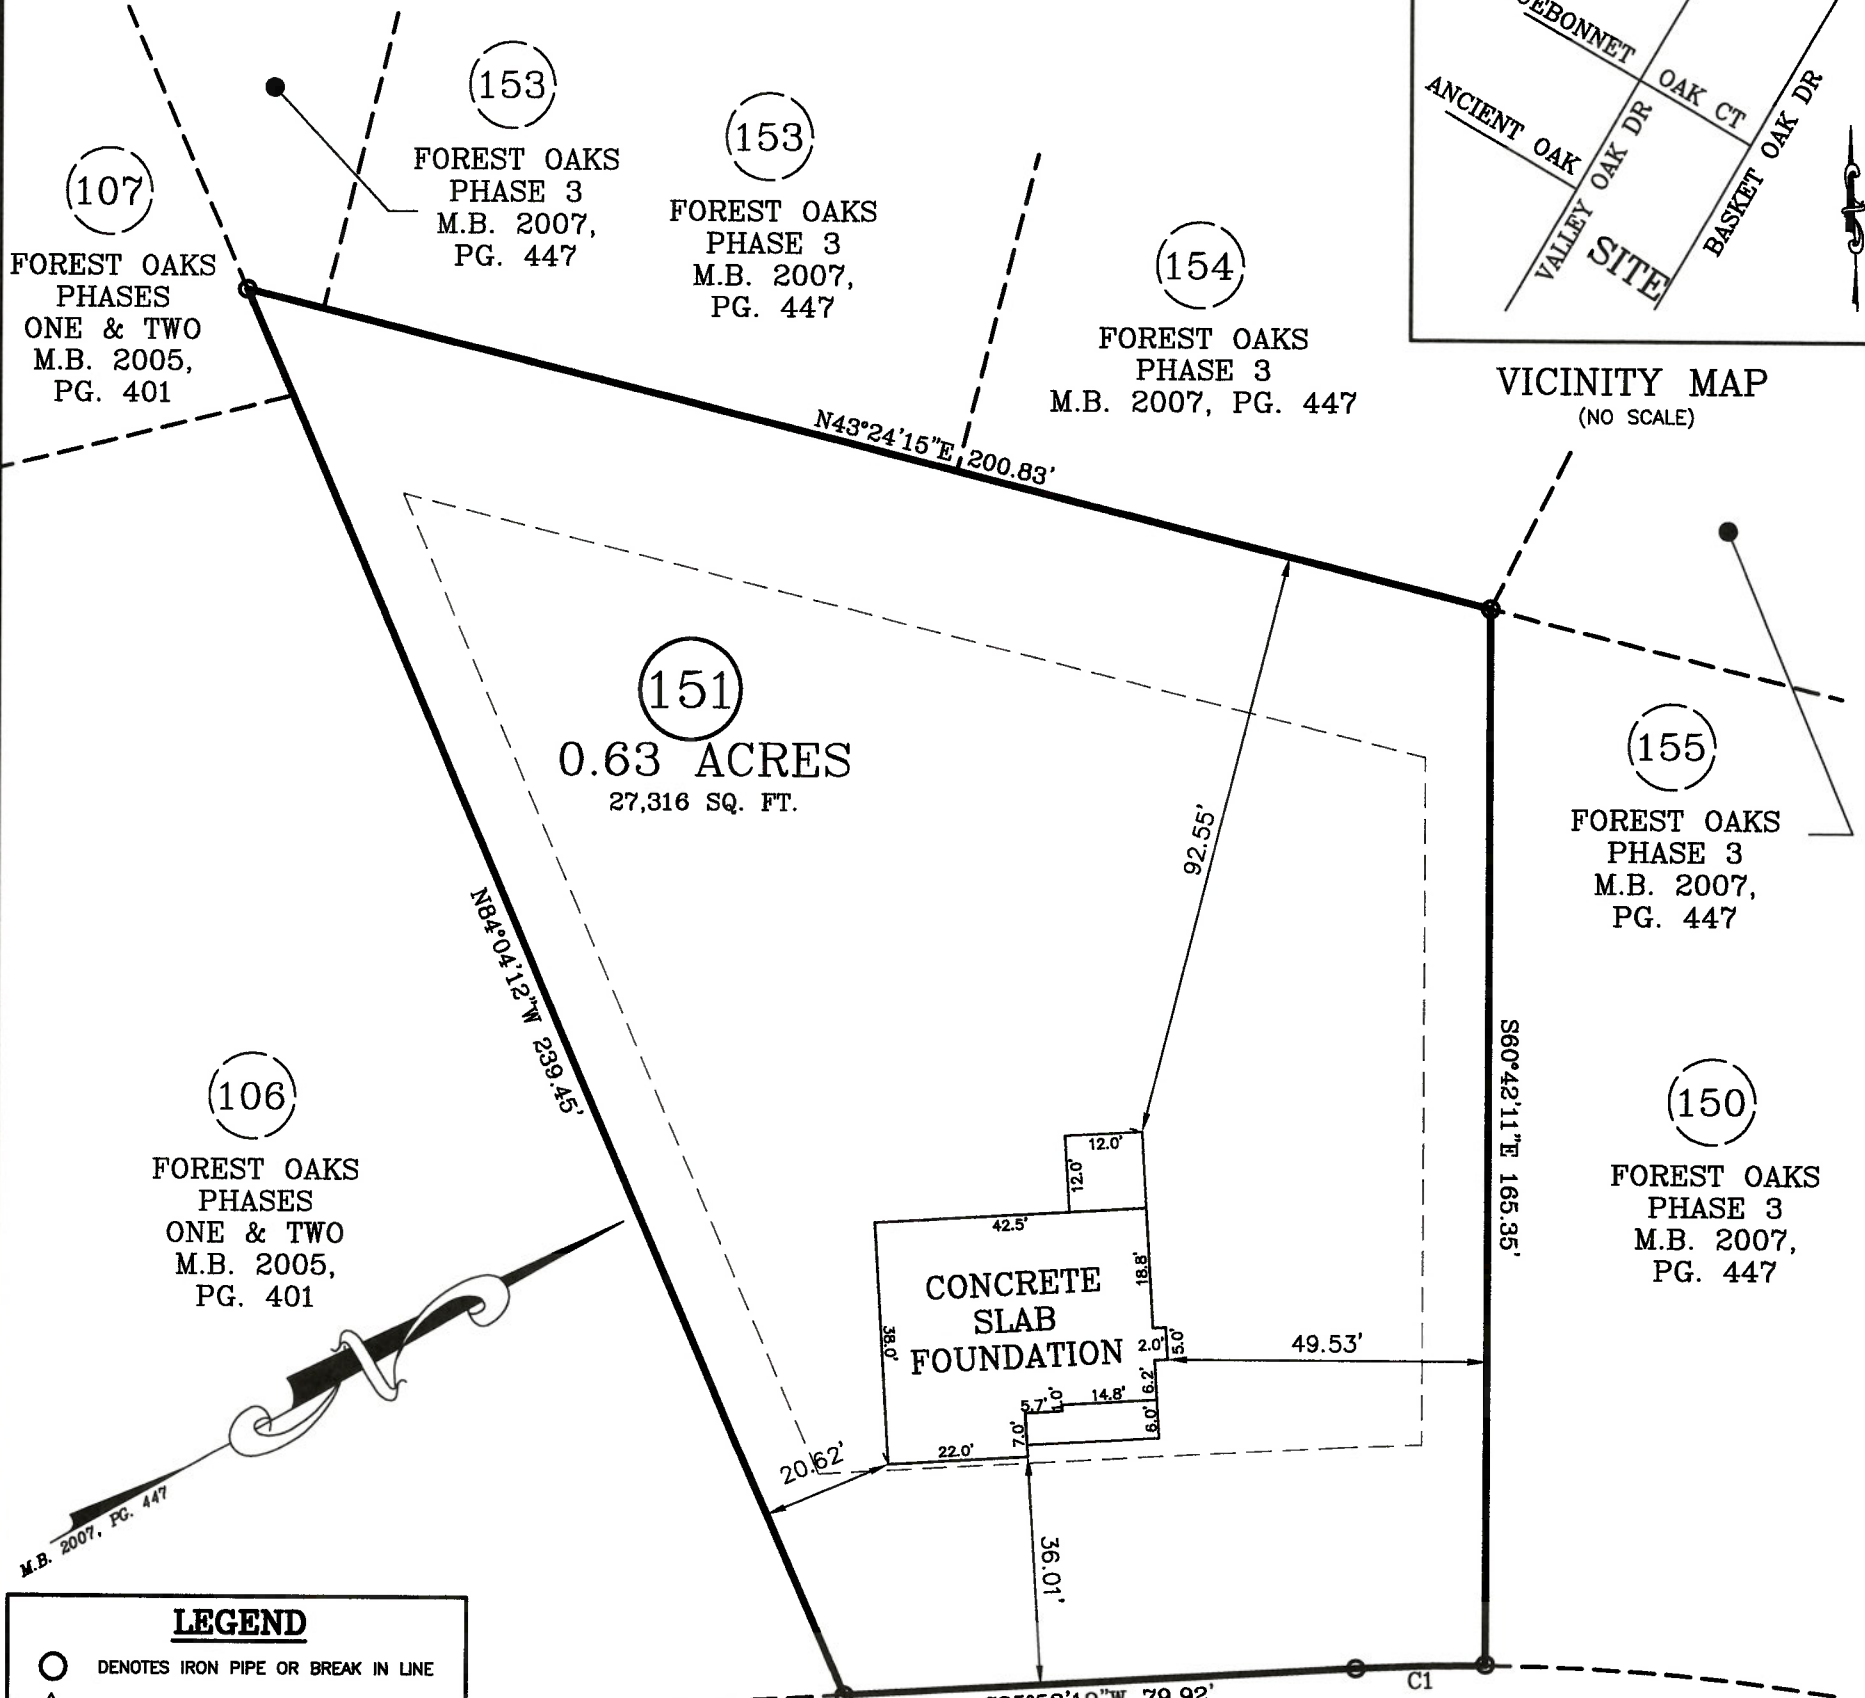 153
FOREST OAKS
PHASE 3
M.B. 2007,
PG. 447
153
FOREST OAKS
PHASE 3
M.B. 2007,
PG. 447
107
FOREST OAKS
PHASES
ONE & TWO
M.B. 2005,
PG. 401
154
FOREST OAKS
PHASE 3
M.B. 2007, PG. 447
OAK CT
ANCIENT OAK
VALLEY OAK DR
BASKET OAK DR
SITE
VICINITY MAP
(NO SCALE)
N43°24'15"E 200.83'
151
0.63 ACRES
27,316 SQ. FT.
92.55'
155
FOREST OAKS
PHASE 3
M.B. 2007,
PG. 447
N84°04'12"W 239.45'
S60°42'11"E 165.35'
106
FOREST OAKS
PHASES
ONE & TWO
M.B. 2005,
PG. 401
150
FOREST OAKS
PHASE 3
M.B. 2007,
PG. 447
12.0'
12.0'
42.5'
18.8'
CONCRETE
SLAB
FOUNDATION
38.0'
2.0'
5.0'
49.53'
6.2'
5.7'
1.0'
14.8'
6.0'
7.0'
22.0'
20.62'
36.01'
N
M.B. 2007, PG. 447
LEGEND
DENOTES IRON PIPE OR BREAK IN LINE
79.92'
C1